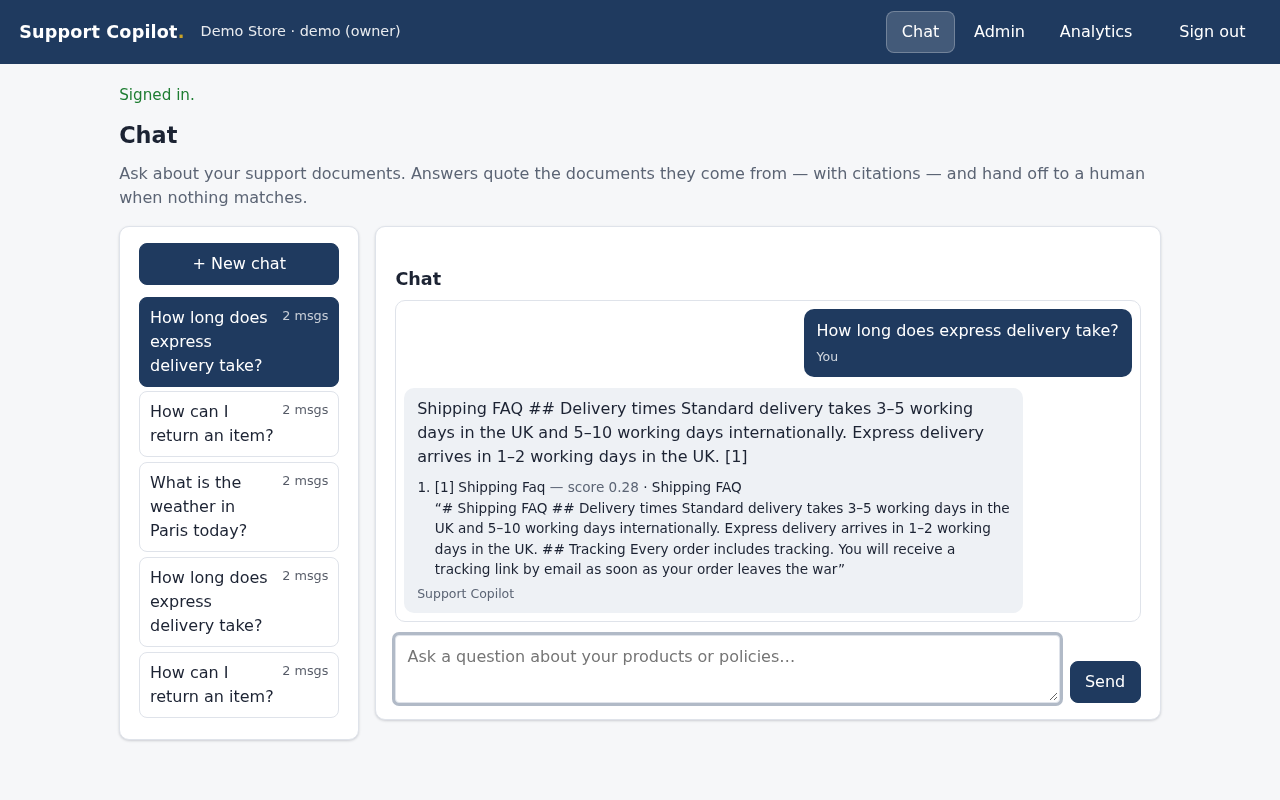 Support Copilot. Demo Store · demo (owner) Chat Admin Analytics Sign out
Signed in.
Chat
Ask about your support documents. Answers quote the documents they come from — with citations — and hand off to a human
when nothing matches.
+ New chat
How long does 2 msgs
express
delivery take?
How can I 2 msgs
return an item?
What is the 2 msgs
weather in
Paris today?
How long does 2 msgs
express
delivery take?
How can I 2 msgs
return an item?
Chat
How long does express delivery take?
You
Shipping FAQ ## Delivery times Standard delivery takes 3–5 working
days in the UK and 5–10 working days internationally. Express delivery
arrives in 1–2 working days in the UK. [1]
1. [1] Shipping Faq — score 0.28 · Shipping FAQ
“# Shipping FAQ ## Delivery times Standard delivery takes 3–5 working days in the
UK and 5–10 working days internationally. Express delivery arrives in 1–2 working
days in the UK. ## Tracking Every order includes tracking. You will receive a
tracking link by email as soon as your order leaves the war”
Support Copilot
Ask a question about your products or policies…
Send